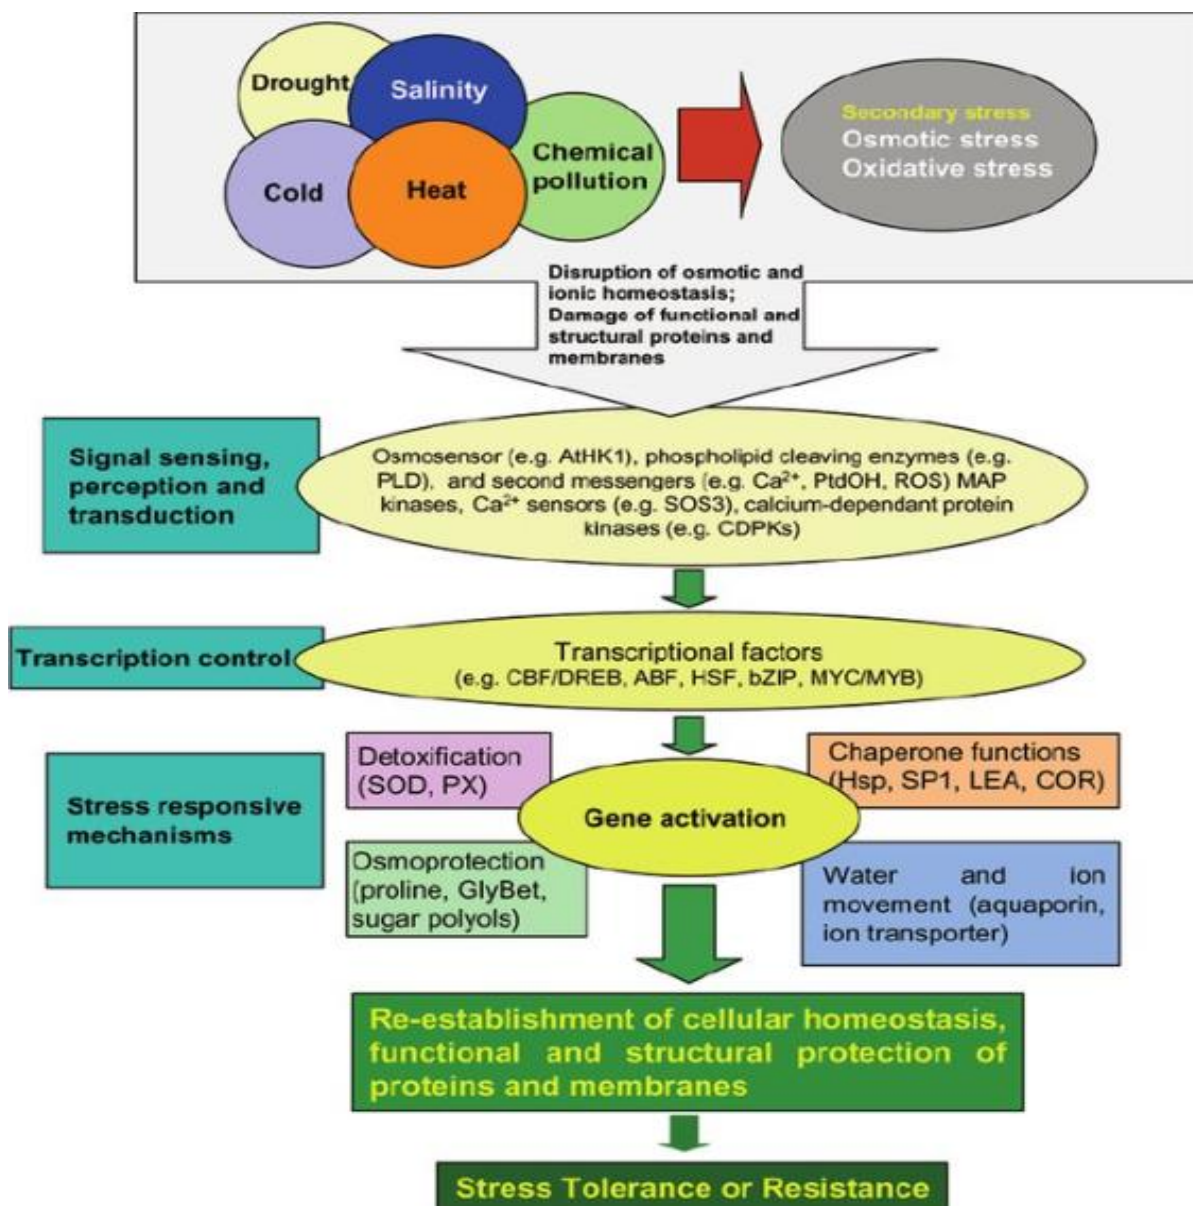 Drought
Salinity
Cold
Heat
Chemical
pollution
Secondary stress
Osmotic stress
Oxidative stress
Disruption of osmotic and
ionic homeostasis;
Damage of functional and
structural proteins and
membranes
Signal sensing,
perception and
transduction
Osmosensor (e.g. AtHK1), phospholipid cleaving enzymes (e.g.
PLD), and second messengers (e.g. Ca²⁺, PtdOH, ROS) MAP
kinases, Ca²⁺ sensors (e.g. SOS3), calcium-dependant protein
kinases (e.g. CDPKs)
Transcription control
Transcriptional factors
(e.g. CBF/DREB, ABF, HSF, bZIP, MYC/MYB)
Stress responsive
mechanisms
Detoxification
(SOD, PX)
Chaperone functions
(Hsp, SP1, LEA, COR)
Gene activation
Osmoprotection
(proline, GlyBet,
sugar polyols)
Water and ion
movement (aquaporin,
ion transporter)
Re-establishment of cellular homeostasis,
functional and structural protection of
proteins and membranes
Stress Tolerance or Resistance